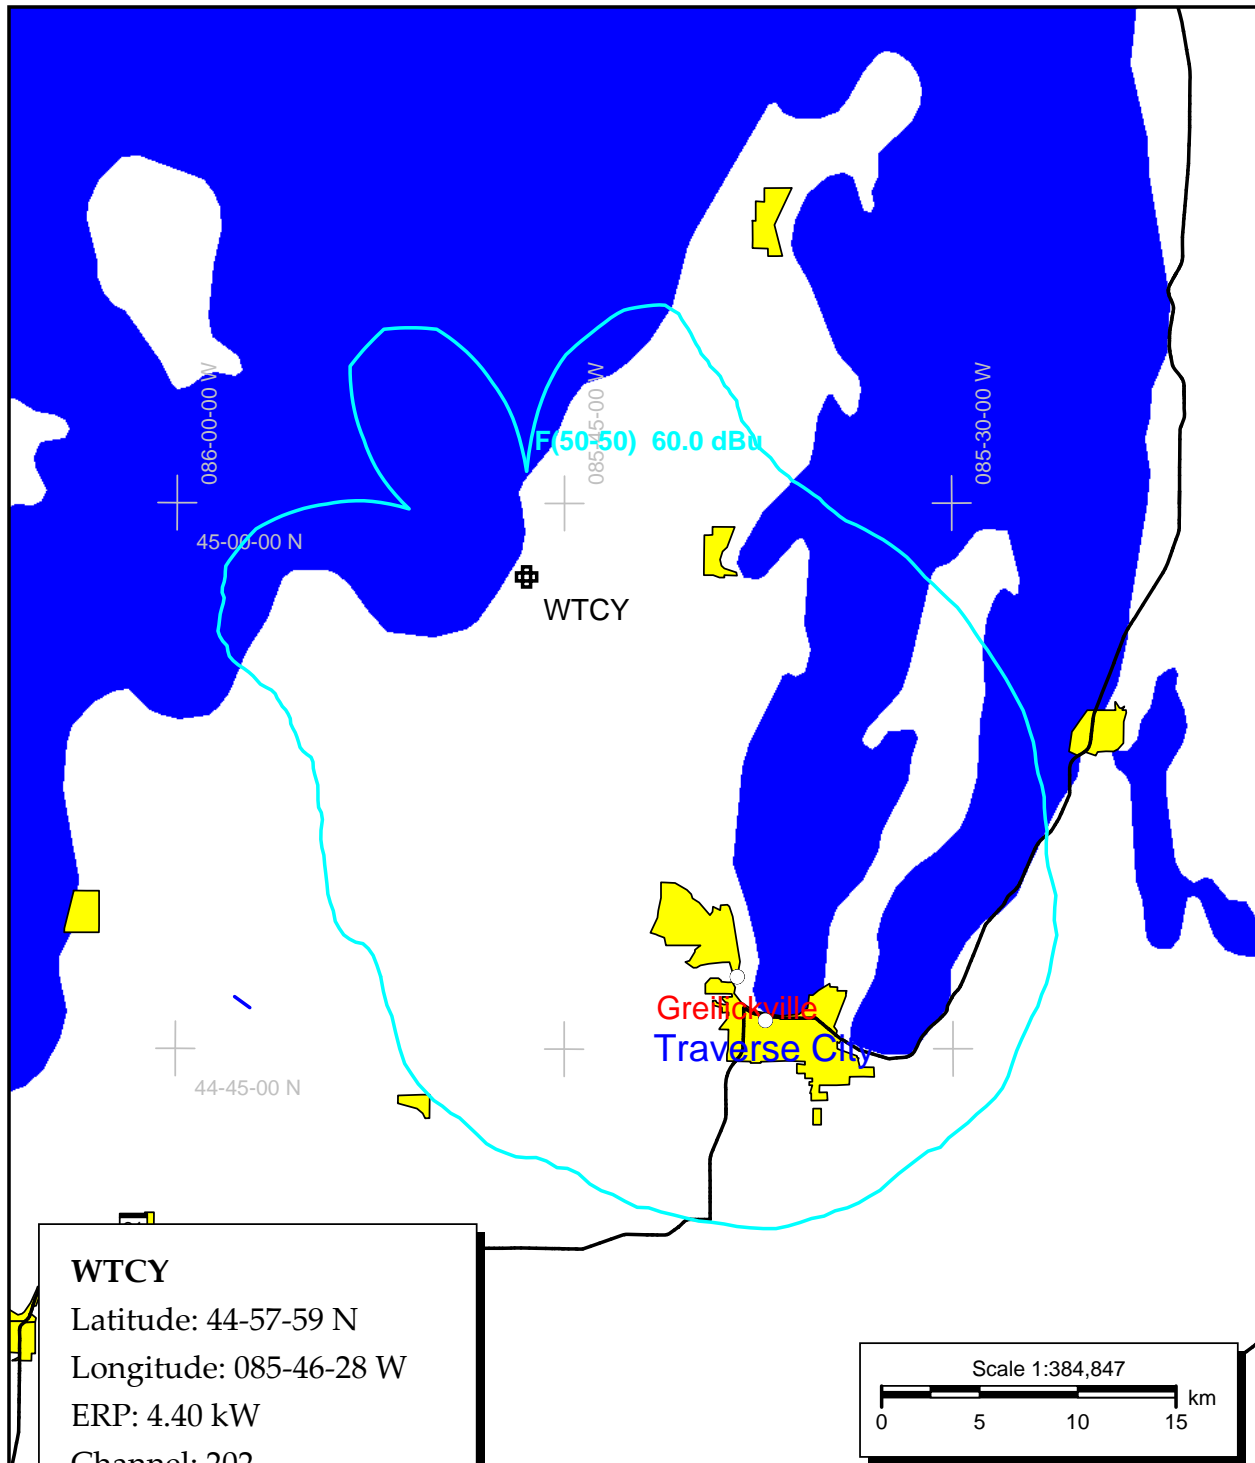 086-00-00 W
085-45-00 W
085-30-00 W
F(50-50) 60.0 dBu
45-00-00 N
WTCY
Greilickville
Traverse City
44-45-00 N
WTCY
Latitude: 44-57-59 N
Longitude: 085-46-28 W
ERP: 4.40 kW
Channel: 202
Scale 1:384,847
km
0 5 10 15